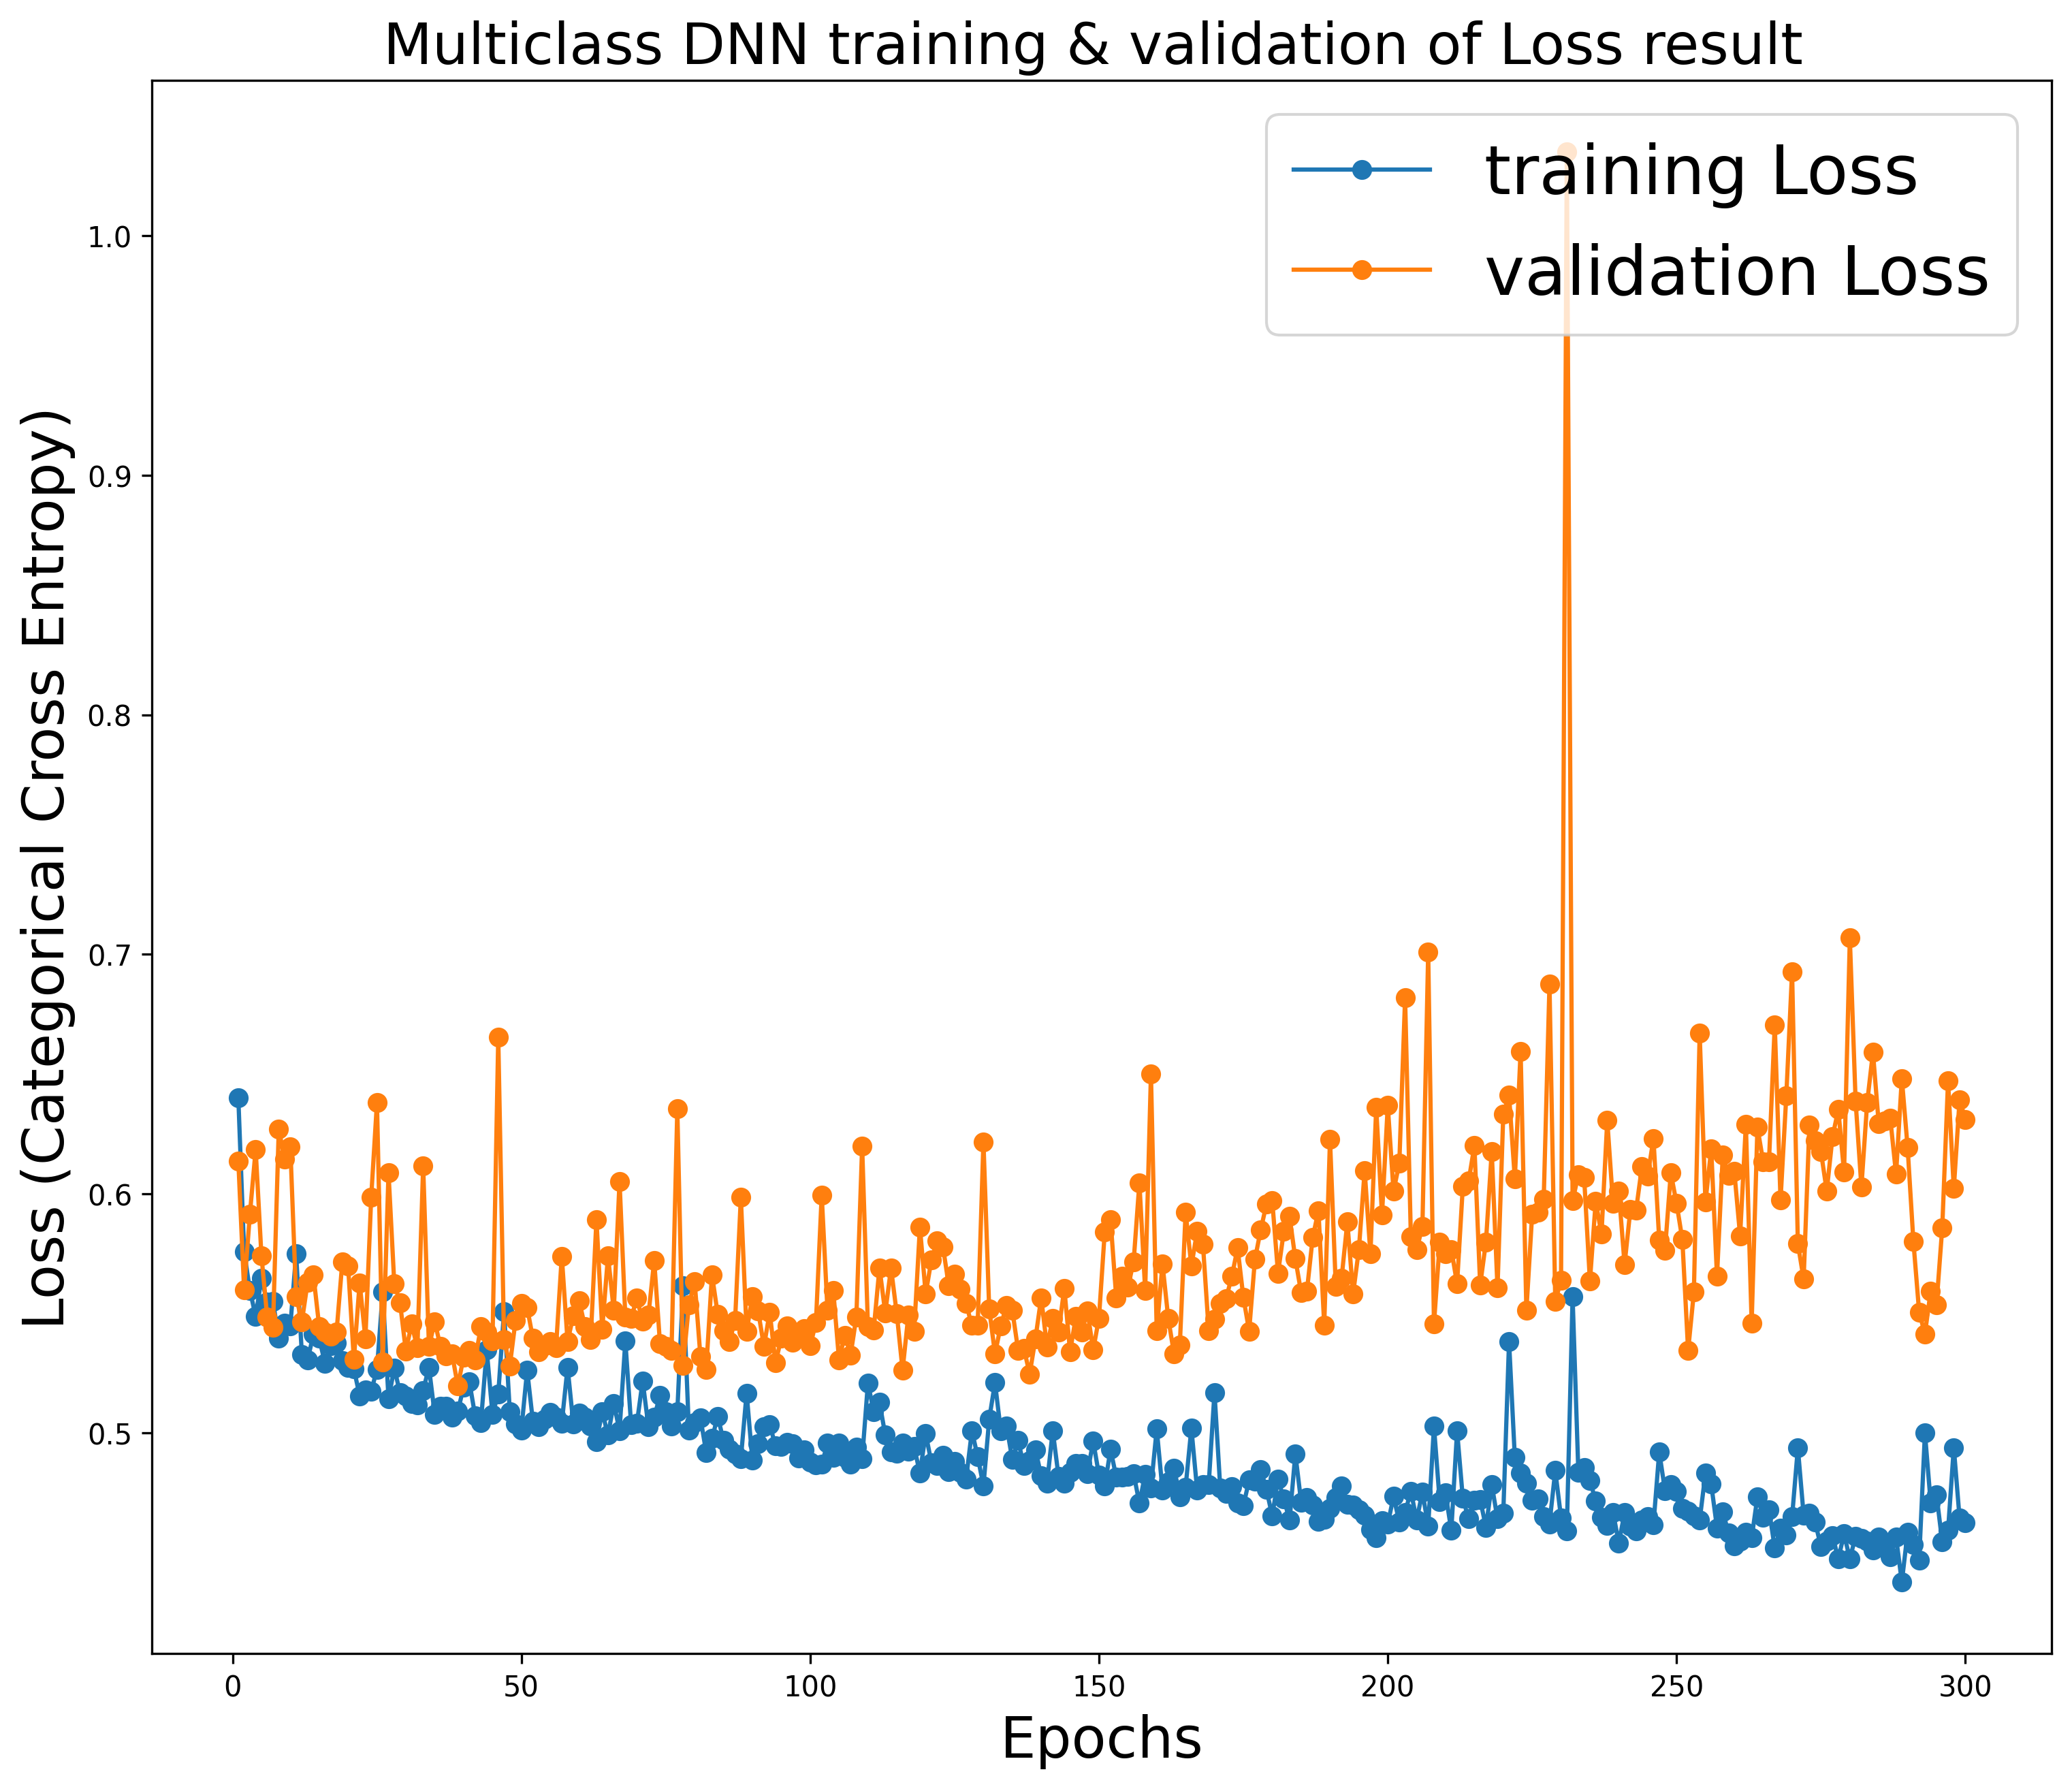 Multiclass DNN training & validation of Loss result
training Loss
validation Loss
Loss (Categorical Cross Entropy)
1.0
0.9
0.8
0.7
0.6
0.5
0 50 100 150 200 250 300
Epochs